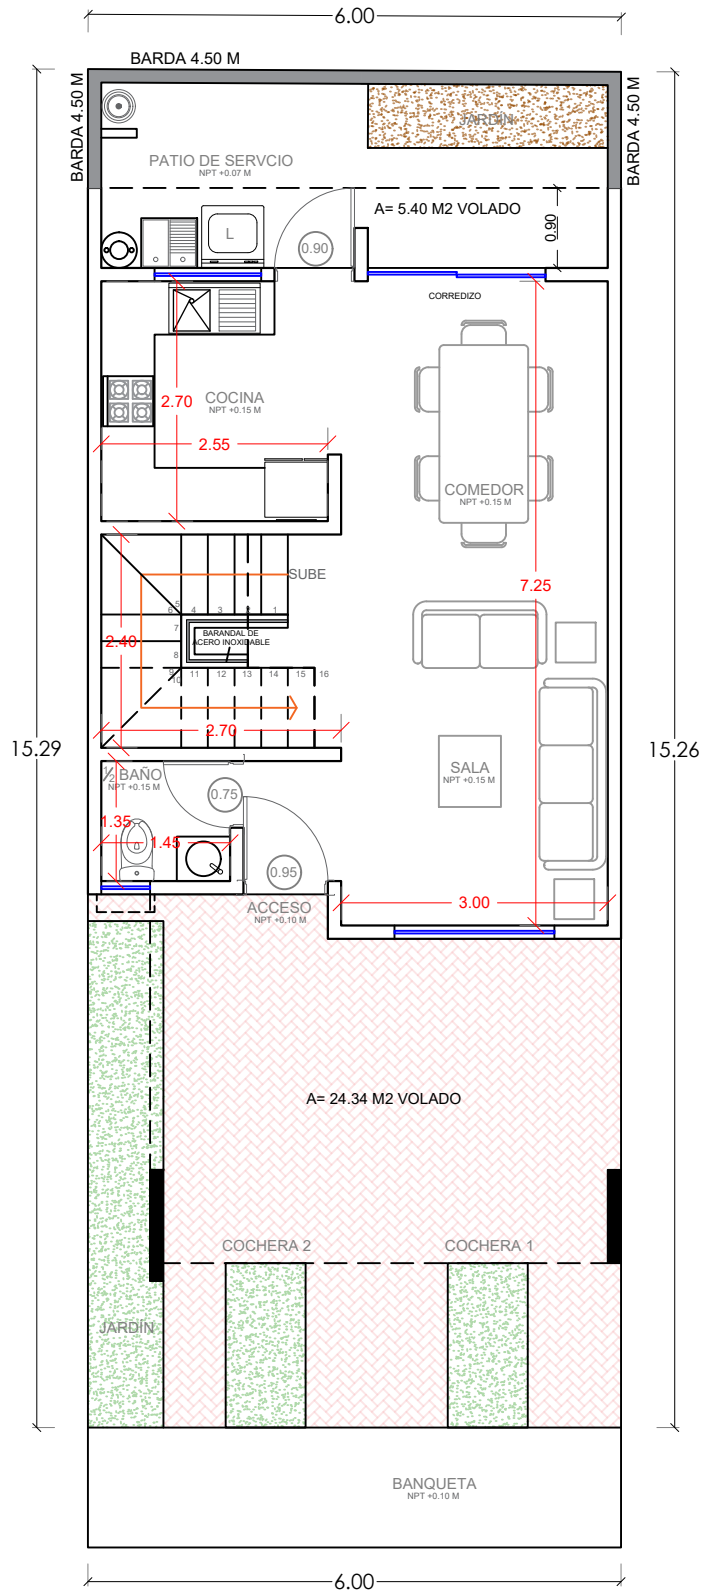 6.00
BARDA 4.50 M
BARDA 4.50 M
BARDA 4.50 M
JARDÍN
PATIO DE SERVCIO
NPT +0.07 M
A= 5.40 M2 VOLADO
0.90
L
0.90
CORREDIZO
COCINA
NPT +0.15 M
2.70
2.55
COMEDOR
NPT +0.15 M
7.25
SUBE
5
6
4
3
2
1
7
BARANDAL DE
ACERO INOXIDABLE
2.40
8
9
10
11
12
13
14
15
16
2.70
15.29
15.26
SALA
NPT +0.15 M
½ BAÑO
NPT +0.15 M
0.75
1.35
1.45
0.95
3.00
ACCESO
NPT +0.10 M
A= 24.34 M2 VOLADO
COCHERA 2
COCHERA 1
JARDÍN
BANQUETA
NPT +0.10 M
6.00